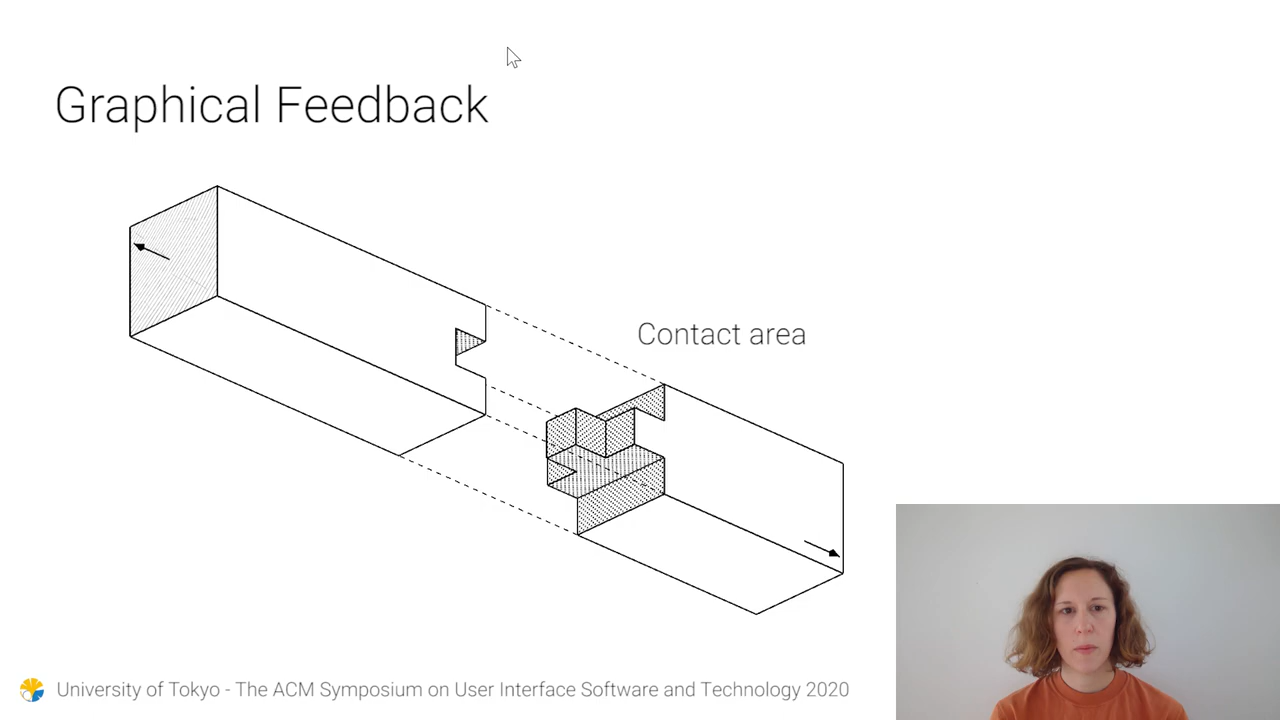 Graphical Feedback
Contact area
University of Tokyo - The ACM Symposium on User Interface Software and Technology 2020